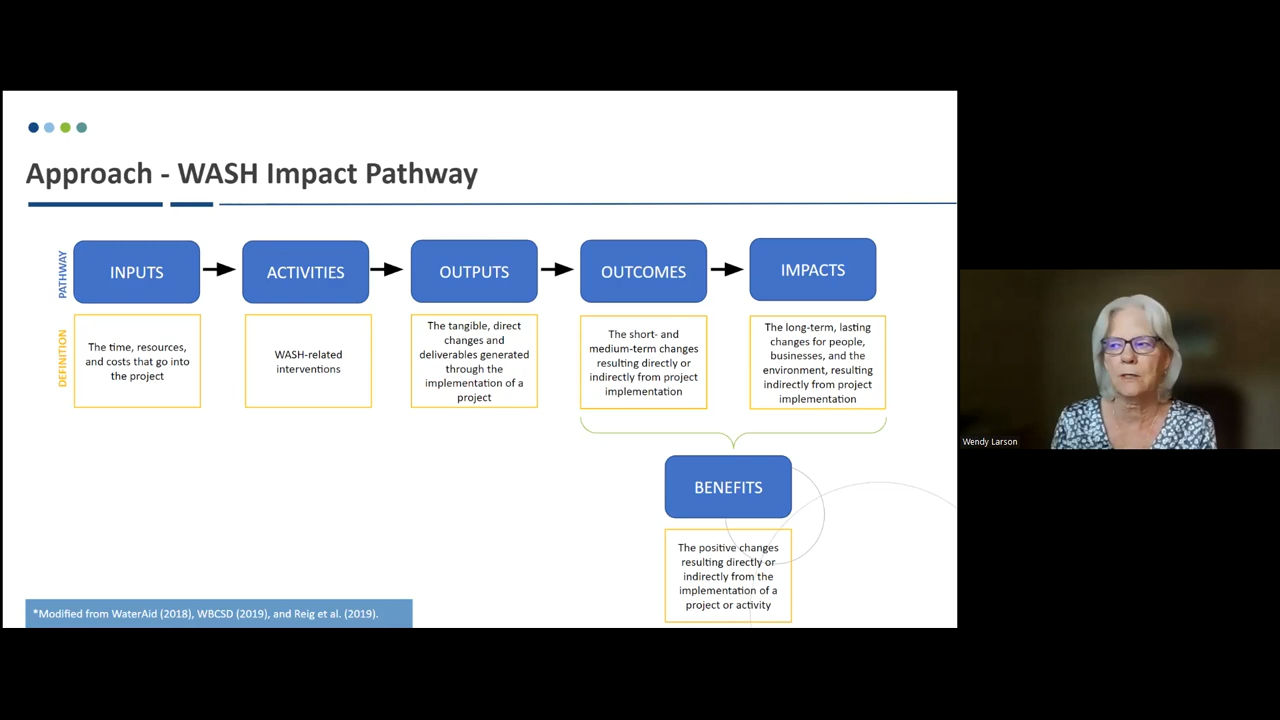 Approach - WASH Impact Pathway
PATHWAY
INPUTS
ACTIVITIES
OUTPUTS
OUTCOMES
IMPACTS
DEFINITION
The time, resources,
and costs that go into
the project
WASH-related
interventions
The tangible, direct
changes and
deliverables generated
through the
implementation of a
project
The short- and
medium-term changes
resulting directly or
indirectly from project
implementation
The long-term, lasting
changes for people,
businesses, and the
environment, resulting
indirectly from project
implementation
BENEFITS
The positive changes
resulting directly or
indirectly from the
implementation of a
project or activity
*Modified from WaterAid (2018), WBCSD (2019), and Reig et al. (2019).
Wendy Larson